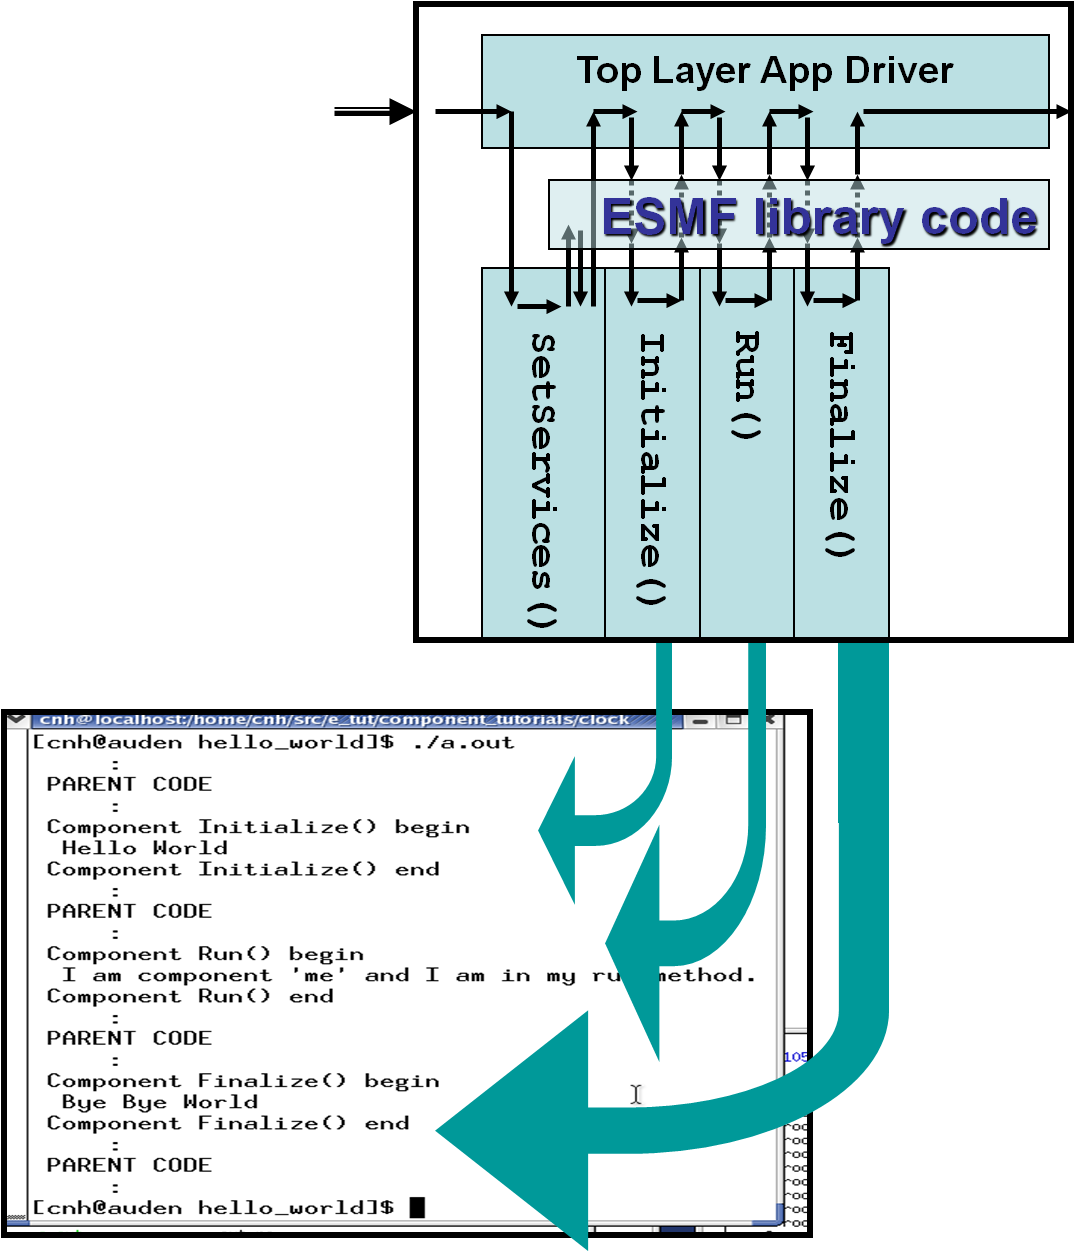 Top Layer App Driver
ESMF library code
SetServices()
Initialize()
Run()
Finalize()
cnh@localhost:/home/cnh/src/e_tut/component_tutorials/clock
[cnh@auden hello_world]$ ./a.out
:
PARENT CODE
:
Component Initialize() begin
Hello World
Component Initialize() end
:
PARENT CODE
:
Component Run() begin
I am component 'me' and I am in my ru method.
Component Run() end
:
PARENT CODE
:
Component Finalize() begin
Bye Bye World
Component Finalize() end
:
PARENT CODE
:
[cnh@auden hello_world]$
105